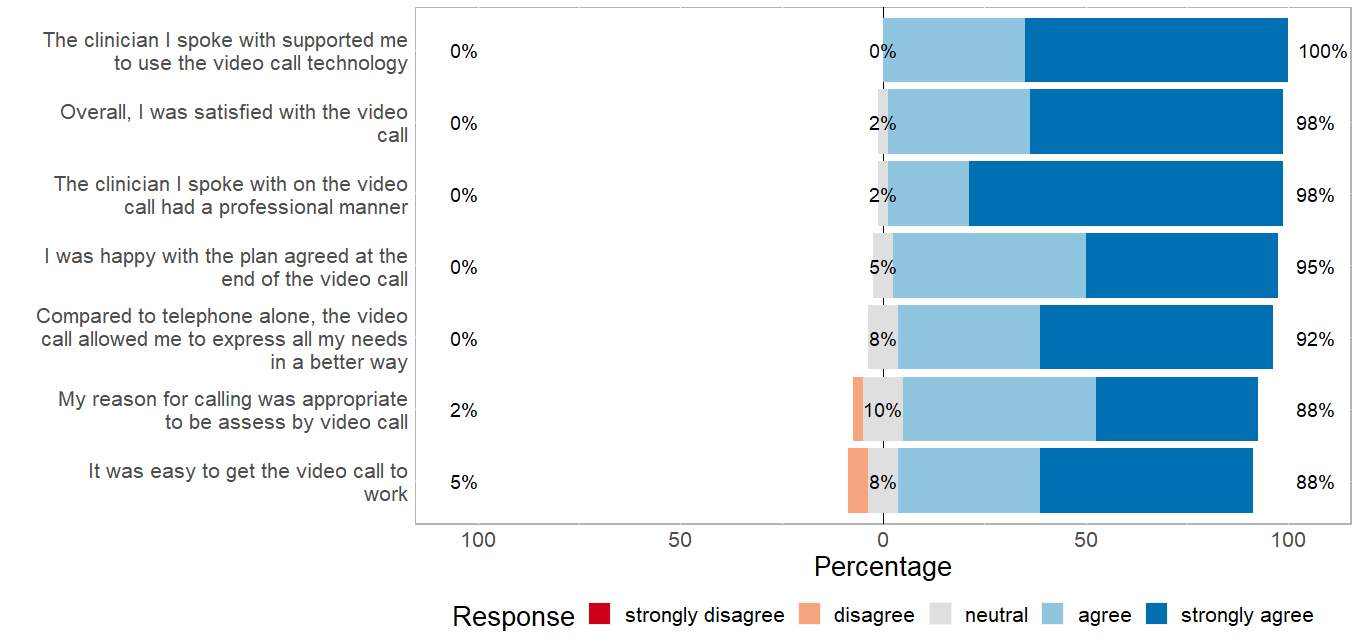 The clinician I spoke with supported me
to use the video call technology
0% 0% 100%
Overall, I was satisfied with the video
call
0% 2% 98%
The clinician I spoke with on the video
call had a professional manner
0% 2% 98%
I was happy with the plan agreed at the
end of the video call
0% 5% 95%
Compared to telephone alone, the video
call allowed me to express all my needs
in a better way
0% 8% 92%
My reason for calling was appropriate
to be assess by video call
2% 10% 88%
It was easy to get the video call to
work
5% 8% 88%
100 50 0 50 100
Percentage
Response strongly disagree disagree neutral agree strongly agree